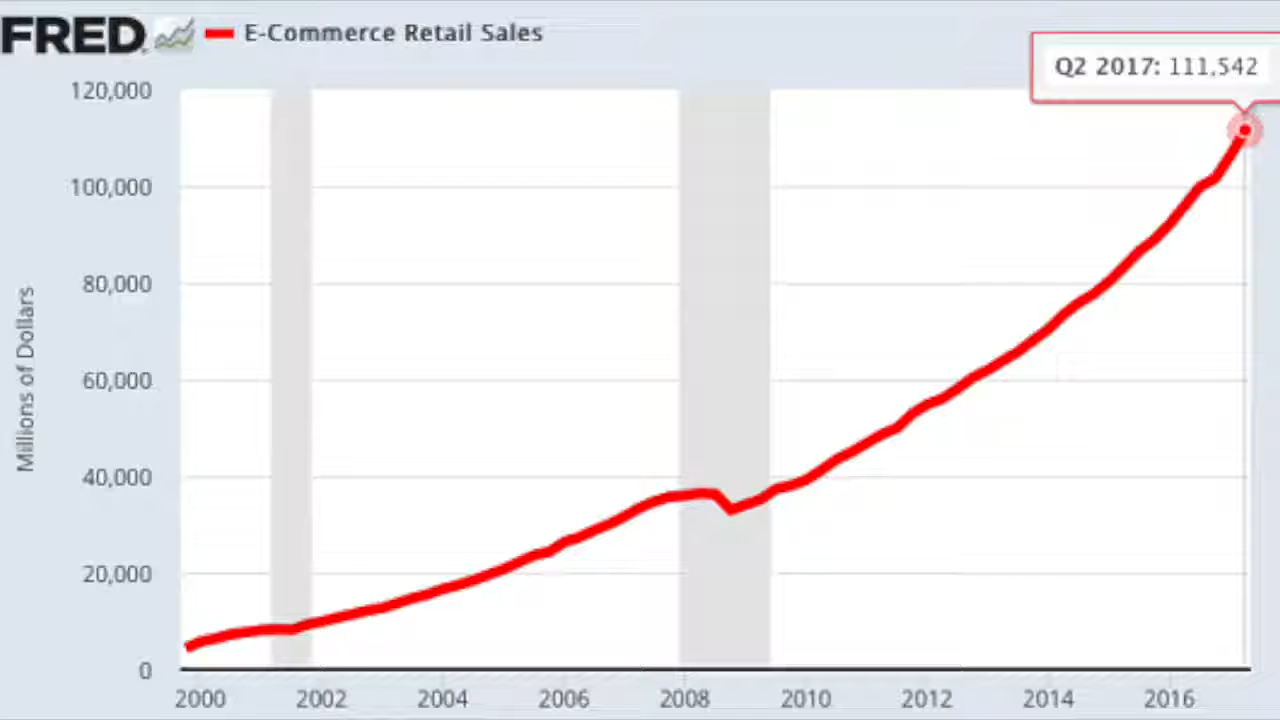 FRED
E-Commerce Retail Sales
Q2 2017: 111,542
120,000
100,000
80,000
60,000
40,000
20,000
0
Millions of Dollars
2000 2002 2004 2006 2008 2010 2012 2014 2016